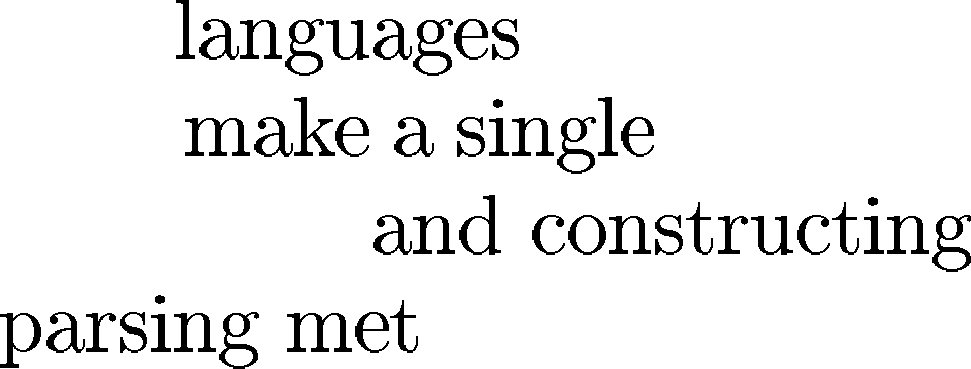 languages
make a single
and constructing
parsing met